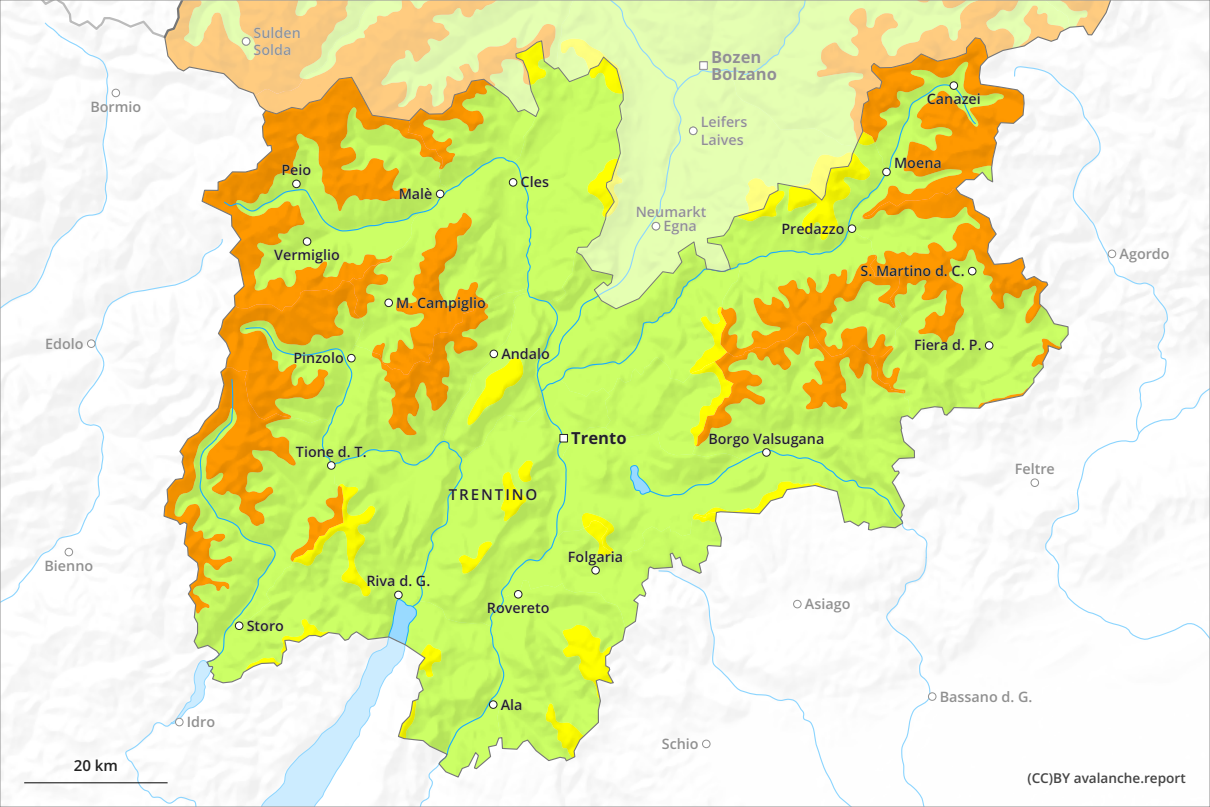 Sulden
Solda
Bozen
Bolzano
Bormio
Canazei
Leifers
Laives
Moena
Peio
Malè
Cles
Neumarkt
Egna
Predazzo
Vermiglio
Agordo
S. Martino d. C.
M. Campiglio
Edolo
Pinzolo
Andalo
Fiera d. P.
Trento
Borgo Valsugana
Tione d. T.
Feltre
TRENTINO
Bienno
Folgaria
Riva d. G.
Rovereto
Asiago
Storo
Bassano d. G.
Ala
Idro
Schio
20 km
(CC)BY avalanche.report